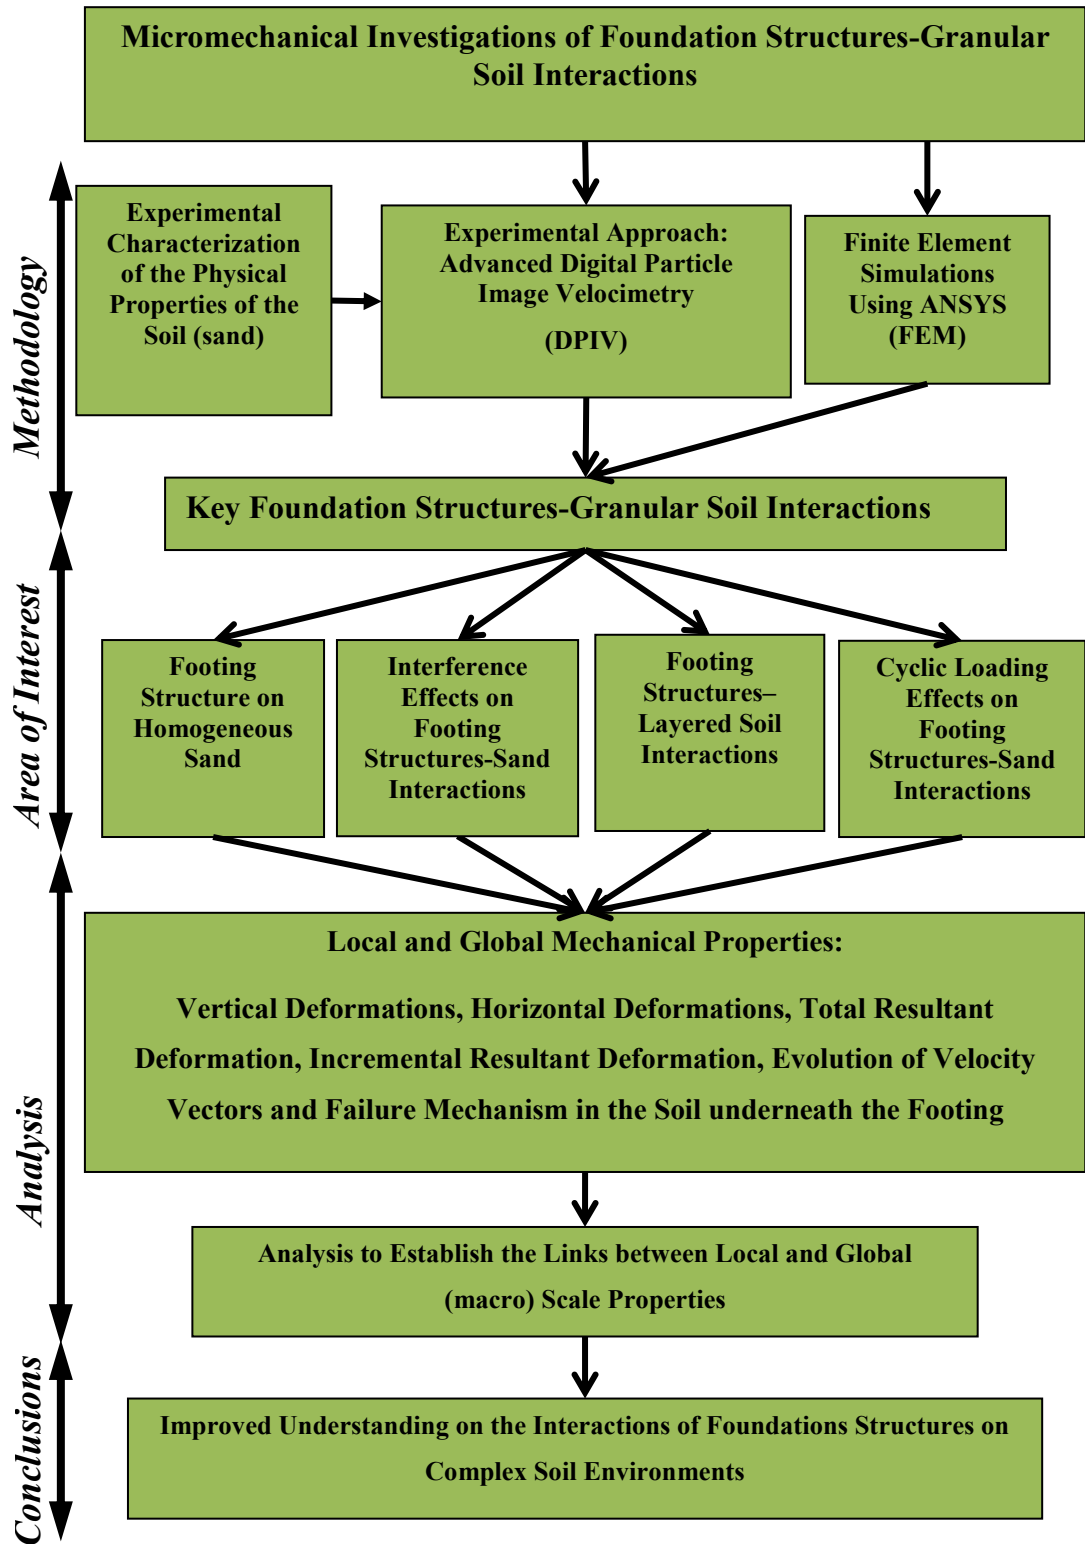 Micromechanical Investigations of Foundation Structures-Granular
Soil Interactions
Methodology
Experimental
Characterization
of the Physical
Properties of the
Soil (sand)
Experimental Approach:
Advanced Digital Particle
Image Velocimetry
(DPIV)
Finite Element
Simulations
Using ANSYS
(FEM)
Key Foundation Structures-Granular Soil Interactions
Area of Interest
Footing
Structure on
Homogeneous
Sand
Interference
Effects on
Footing
Structures-Sand
Interactions
Footing
Structures–
Layered Soil
Interactions
Cyclic Loading
Effects on
Footing
Structures-Sand
Interactions
Analysis
Local and Global Mechanical Properties:
Vertical Deformations, Horizontal Deformations, Total Resultant
Deformation, Incremental Resultant Deformation, Evolution of Velocity
Vectors and Failure Mechanism in the Soil underneath the Footing
Analysis to Establish the Links between Local and Global
(macro) Scale Properties
Conclusions
Improved Understanding on the Interactions of Foundations Structures on
Complex Soil Environments